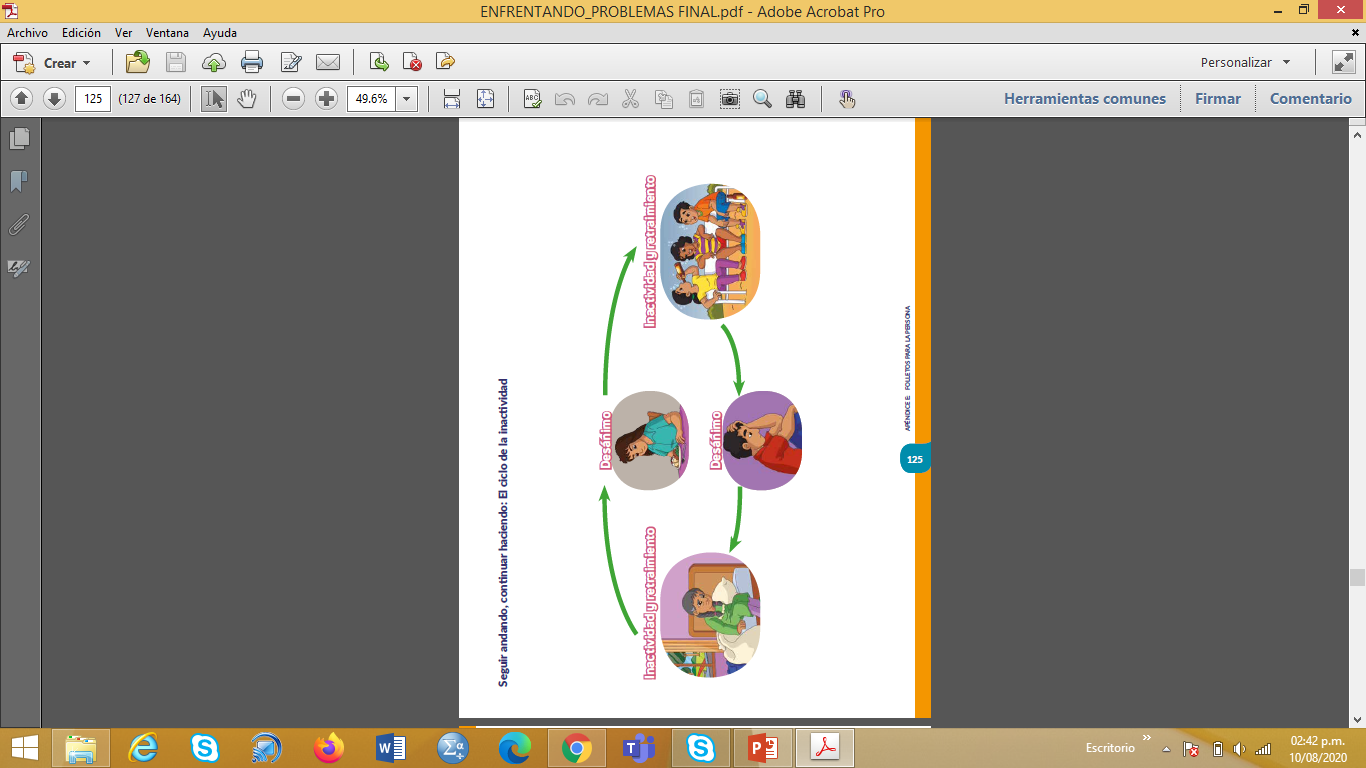 ENFRENTANDO_PROBLEMAS FINAL.pdf - Adobe Acrobat Pro
Archivo Edición Ver Ventana Ayuda
Crear
Personalizar
125 (127 de 164)
49.6%
Herramientas comunes
Firmar
Comentario
Seguir andando, continuar haciendo: El ciclo de la inactividad
Desánimo
Inactividad y retraimiento
Inactividad y retraimiento
Desánimo
125
APÉNDICE E: FOLLETOS PARA LA PERSONA
Escritorio
02:42 p.m.
10/08/2020